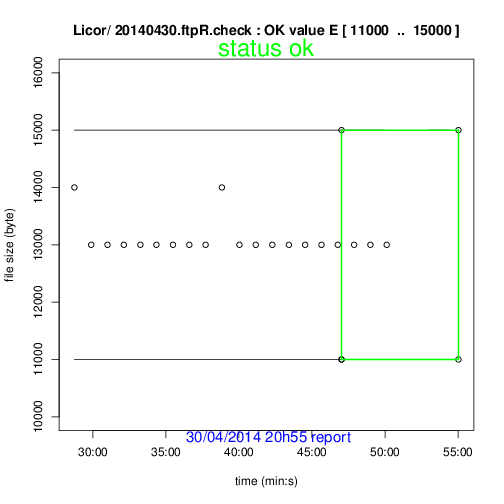 Licor/ 20140430.ftpR.check : OK value E [ 11000 .. 15000 ]
status ok
16000
15000
14000
13000
12000
11000
10000
file size (byte)
30/04/2014 20h55 report
30:00 35:00 40:00 45:00 50:00 55:00
time (min:s)